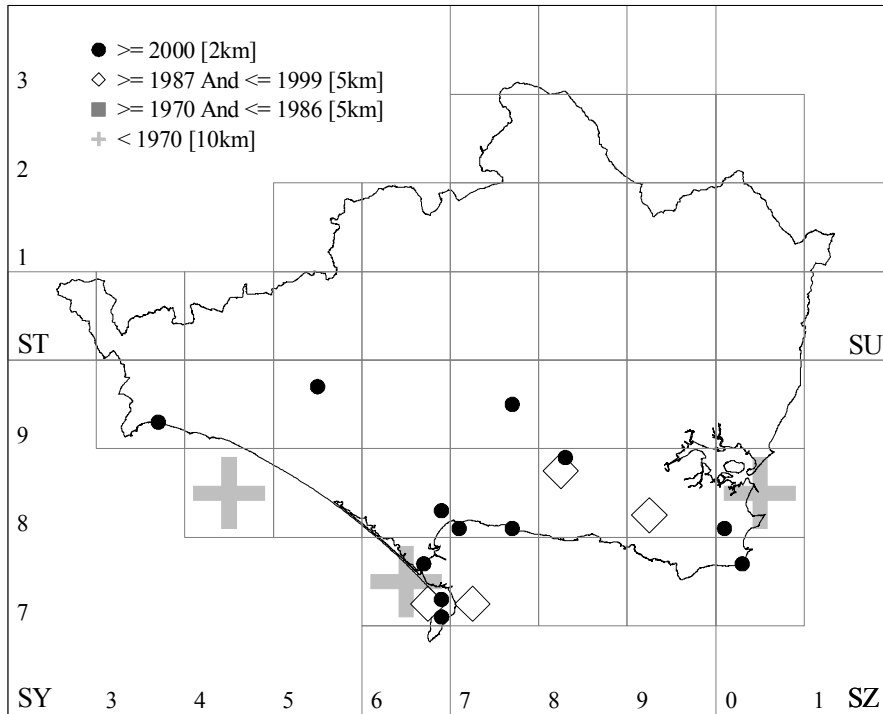 >= 2000 [2km]
>= 1987 And <= 1999 [5km]
>= 1970 And <= 1986 [5km]
< 1970 [10km]
3
2
1
ST SU
9
8
7
SY 3 4 5 6 7 8 9 0 1 SZ